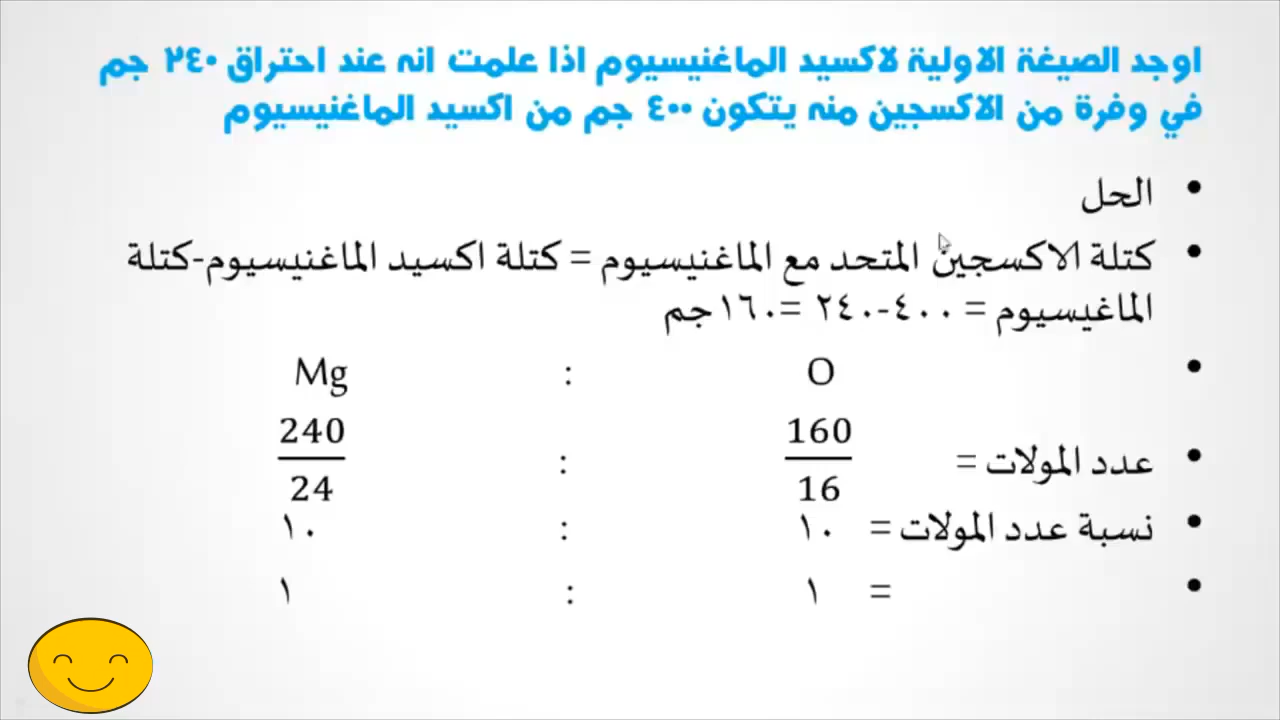 اوجد الصيغة الاولية لاكسيد الماغنيسيوم اذا علمت انه عند احتراق ٢٤٠ جم
في وفرة من الاكسجين منه يتكون ٤٠٠ جم من اكسيد الماغنيسيوم
• الحل
• كتلة الاكسجين المتحد مع الماغنيسيوم = كتلة اكسيد الماغنيسيوم-كتلة
الماغيسيوم = ٤٠٠-٢٤٠ =١٦٠جم
• O : Mg
• عدد المولات = 160/16 : 240/24
• نسبة عدد المولات = ١٠ : ١٠
• = ١ : ١